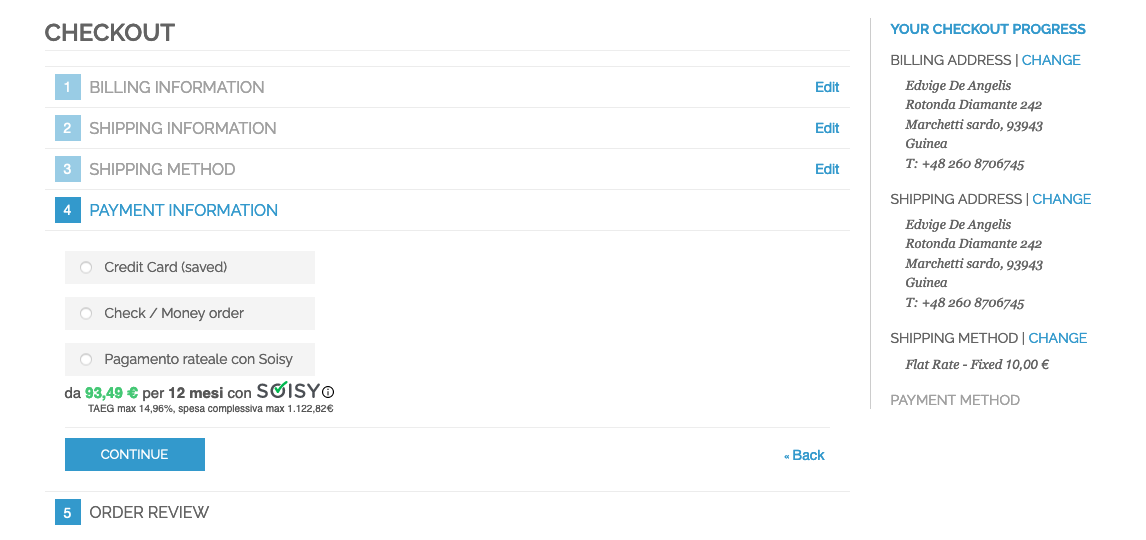 CHECKOUT
1 BILLING INFORMATION Edit
2 SHIPPING INFORMATION Edit
3 SHIPPING METHOD Edit
4 PAYMENT INFORMATION
Credit Card (saved)
Check / Money order
Pagamento rateale con Soisy
da 93,49 € per 12 mesi con SOISY
TAEG max 14,96%, spesa complessiva max 1.122,82€
CONTINUE
« Back
5 ORDER REVIEW
YOUR CHECKOUT PROGRESS
BILLING ADDRESS | CHANGE
Edvige De Angelis
Rotonda Diamante 242
Marchetti sardo, 93943
Guinea
T: +48 260 8706745
SHIPPING ADDRESS | CHANGE
Edvige De Angelis
Rotonda Diamante 242
Marchetti sardo, 93943
Guinea
T: +48 260 8706745
SHIPPING METHOD | CHANGE
Flat Rate - Fixed 10,00 €
PAYMENT METHOD